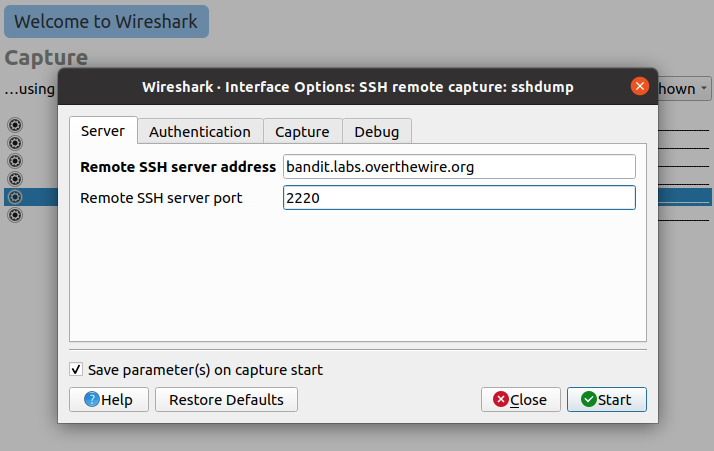 Welcome to Wireshark
Capture
...using
hown
Wireshark · Interface Options: SSH remote capture: sshdump
Server Authentication Capture Debug
Remote SSH server address bandit.labs.overthewire.org
Remote SSH server port 2220
Save parameter(s) on capture start
Help Restore Defaults Close Start